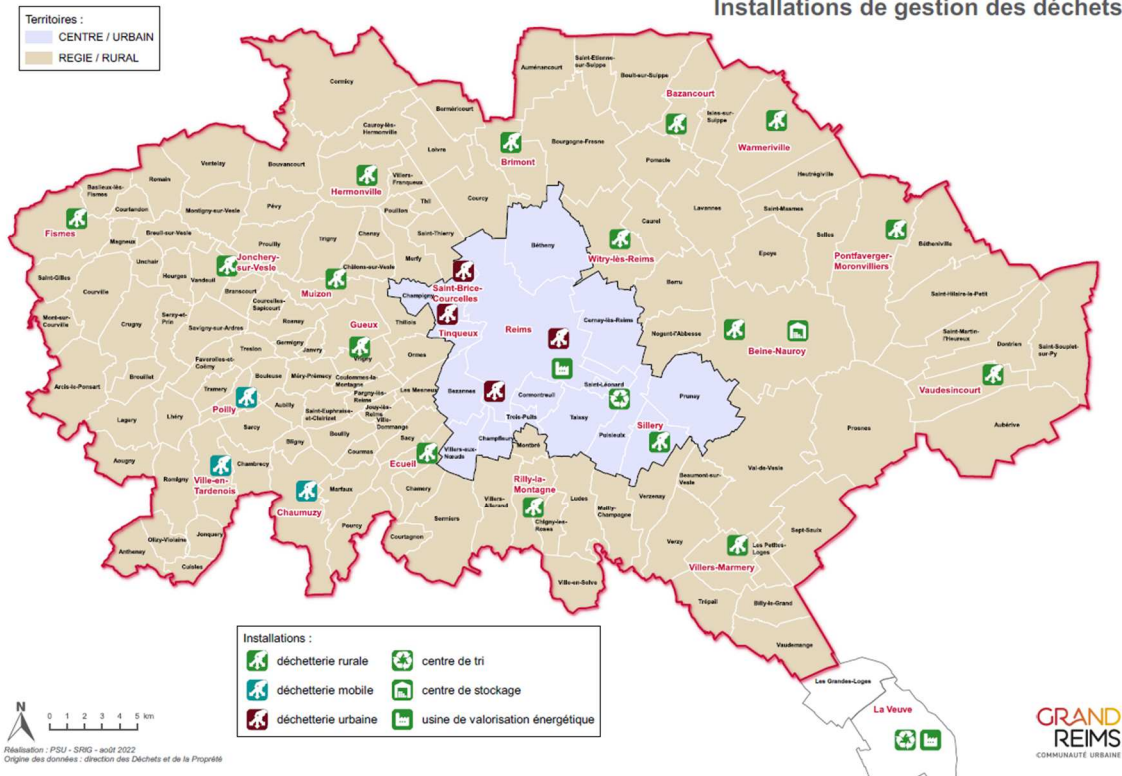 Installations de gestion des déchets
Territoires :
CENTRE / URBAIN
REGIE / RURAL
Cormicy
Auménancourt
Saint-Etienne-
sur-Suippe
Boult-sur-Suippe
Bazancourt
Isles-sur-
Suippe
Warmeriville
Berméricourt
Cauroy-lès-
Hermonville
Loivre
Brimont
Bourgogne-Fresne
Pomacle
Heutrégiville
Ventelay
Bouvancourt
Romain
Hermonville
Villers-
Franqueux
Thil
Courcy
Pouillon
Lavannes
Saint-Masmes
Selles
Baslieux-lès-
Fismes
Courlandon
Montigny-sur-Vesle
Pévy
Fismes
Magneux
Breuil-sur-Vesle
Prouilly
Trigny
Chenay
Saint-Thierry
Merfy
Bétheny
Caurel
Witry-lès-Reims
Epoye
Pontfaverger-
Moronvilliers
Bétheniville
Unchair
Hourges
Vandeuil
Jonchery-
sur-Vesle
Châlons-sur-Vesle
Muizon
Saint-Brice-
Courcelles
Champigny
Berru
Saint-Gilles
Courville
Branscourt
Courcelles-
Sapicourt
Saint-Hilaire-le-Petit
Mont-sur-
Courville
Crugny
Serzy-et-
Prin
Savigny-sur-Ardres
Rosnay
Gueux
Thillois
Tinqueux
Reims
Cernay-lès-Reims
Nogent-l'Abbesse
Beine-Nauroy
Saint-Martin-
l'Heureux
Dontrien
Saint-Souplet-
sur-Py
Treslon
Germigny
Janvry
Vrigny
Ormes
Faverolles-et-
Coëmy
Bouleuse
Méry-Prémecy
Coulommes-la-
Montagne
Arcis-le-Ponsart
Brouillet
Tramery
Pargny-lès-
Reims
Les Mesneux
Bezannes
Cormontreuil
Saint-Léonard
Prunay
Vaudesincourt
Poilly
Aubilly
Saint-Euphraise-
et-Clairizet
Jouy-lès-
Reims
Ville-
Dommange
Trois-Puits
Taissy
Lagery
Lhéry
Sarcy
Bligny
Bouilly
Sacy
Champfleury
Montbré
Puisieulx
Sillery
Prosnes
Aubérive
Courmas
Ecueil
Villers-aux-
Nœuds
Aougny
Romigny
Ville-en-
Tardenois
Chambrecy
Chaumuzy
Marfaux
Chamery
Rilly-la-
Montagne
Villers-
Allerand
Ludes
Chigny-les-
Roses
Mailly-
Champagne
Verzenay
Beaumont-sur-
Vesle
Val-de-Vesle
Sermiers
Pourcy
Courtagnon
Verzy
Sept-Saulx
Les Petites-
Loges
Villers-Marmery
Anthenay
Olizy-Violaine
Jonquery
Cuisles
Ville-en-Selve
Trépail
Billy-le-Grand
Vaudemange
Les Grandes-Loges
La Veuve
Installations :
déchetterie rurale
déchetterie mobile
déchetterie urbaine
centre de tri
centre de stockage
usine de valorisation énergétique
N
0 1 2 3 4 5 km
Réalisation : PSU - SRIG - août 2022
Origine des données : direction des Déchets et de la Propreté
GRAND
REIMS
COMMUNAUTÉ URBAINE